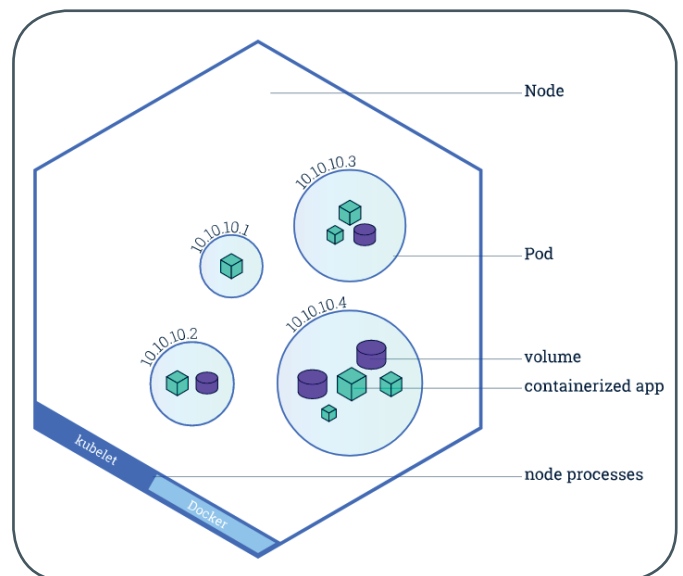 Node
10.10.10.3
10.10.10.1
Pod
10.10.10.4
10.10.10.2
volume
containerized app
kubelet
node processes
Docker